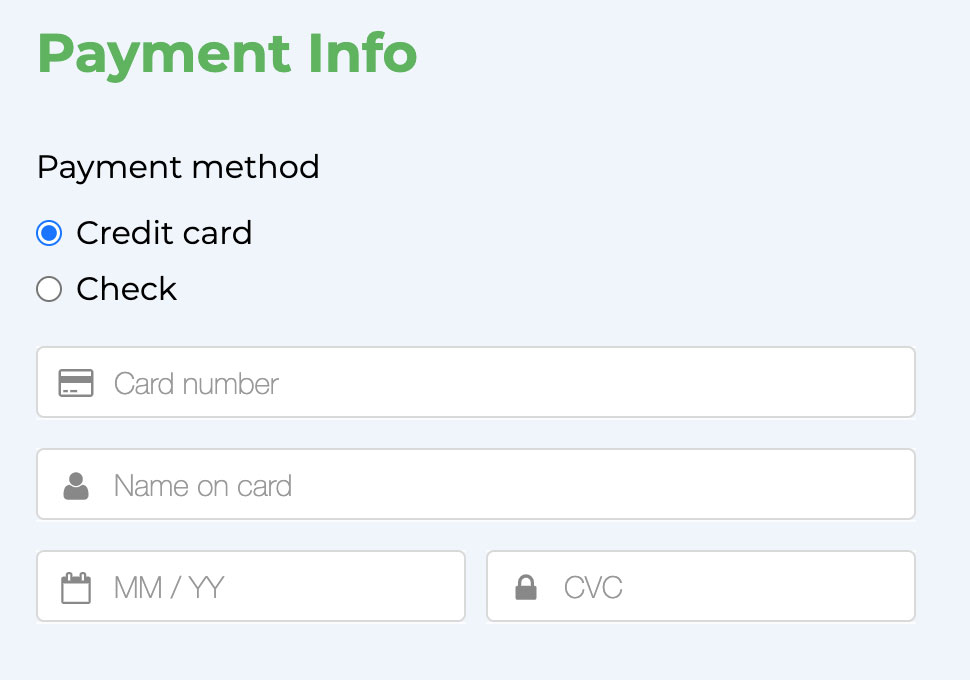 Payment Info
Payment method
Credit card
Check
Card number
Name on card
MM / YY
CVC